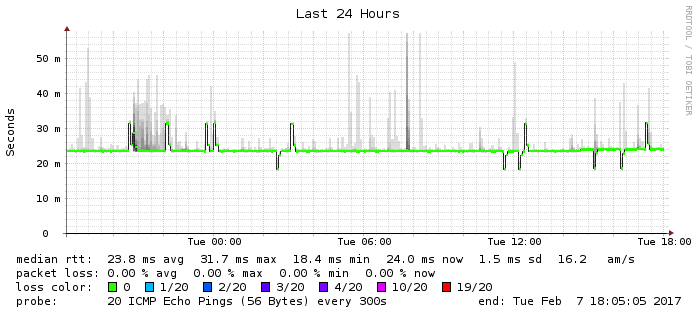 Last 24 Hours
RRDTOOL / TOBI OETIKER
Seconds
50 m
40 m
30 m
20 m
10 m
0
Tue 00:00 Tue 06:00 Tue 12:00 Tue 18:00
median rtt: 23.8 ms avg 31.7 ms max 18.4 ms min 24.0 ms now 1.5 ms sd 16.2 am/s
packet loss: 0.00 % avg 0.00 % max 0.00 % min 0.00 % now
loss color: 0 1/20 2/20 3/20 4/20 10/20 19/20
probe: 20 ICMP Echo Pings (56 Bytes) every 300s end: Tue Feb 7 18:05:05 2017